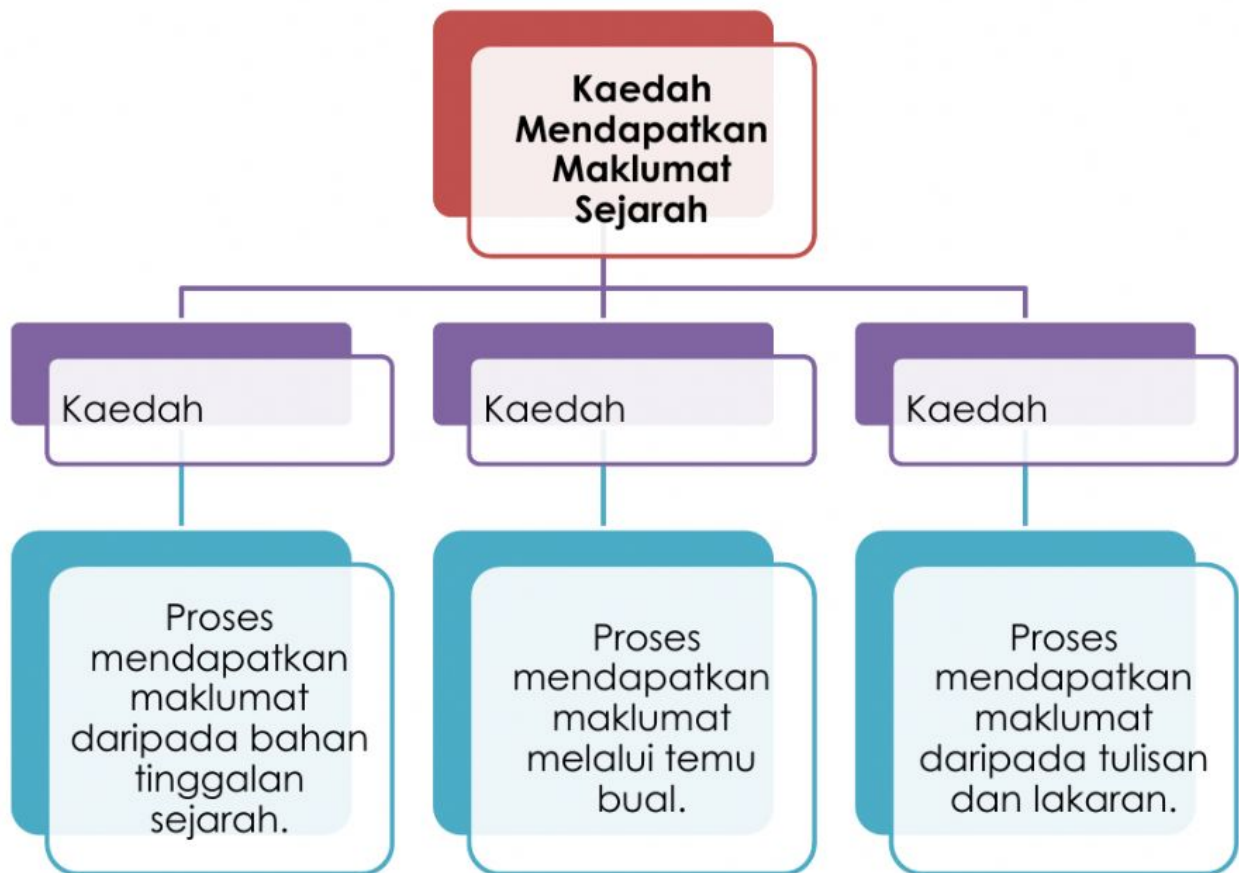 Kaedah
Mendapatkan
Maklumat
Sejarah
Kaedah
Kaedah
Kaedah
Proses
mendapatkan
maklumat
daripada bahan
tinggalan
sejarah.
Proses
mendapatkan
maklumat
melalui temu
bual.
Proses
mendapatkan
maklumat
daripada tulisan
dan lakaran.